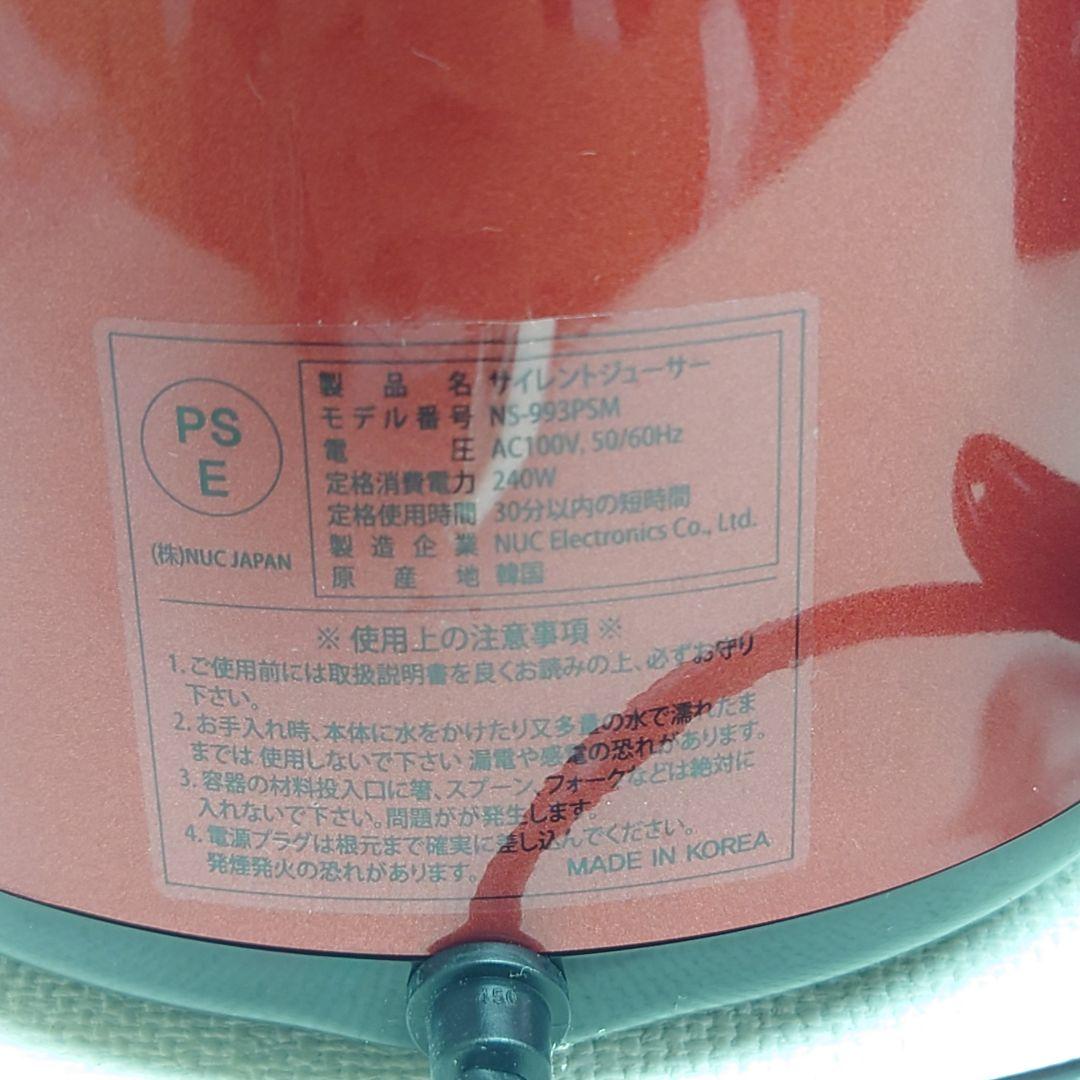 PS
E
(株)NUC JAPAN
製品名 サイレントジューサー
モデル番号 NS-993PSM
電圧 AC100V, 50/60Hz
定格消費電力 240W
定格使用時間 30分以内の短時間
製造企業 NUC Electronics Co., Ltd.
原産地 韓国
※ 使用上の注意事項 ※
1. ご使用前には取扱説明書を良くお読みの上、必ずお守り
下さい。
2. お手入れ時、本体に水をかけたり又多量の水で濡れたま
までは 使用しないで下さい 漏電や感電の恐れがあります。
3. 容器の材料投入口に箸、スプーン、フォークなどは絶対に
入れないで下さい。問題がが発生します。
4. 電源プラグは根元まで確実に差し込んでください。
発煙発火の恐れがあります。
MADE IN KOREA
450